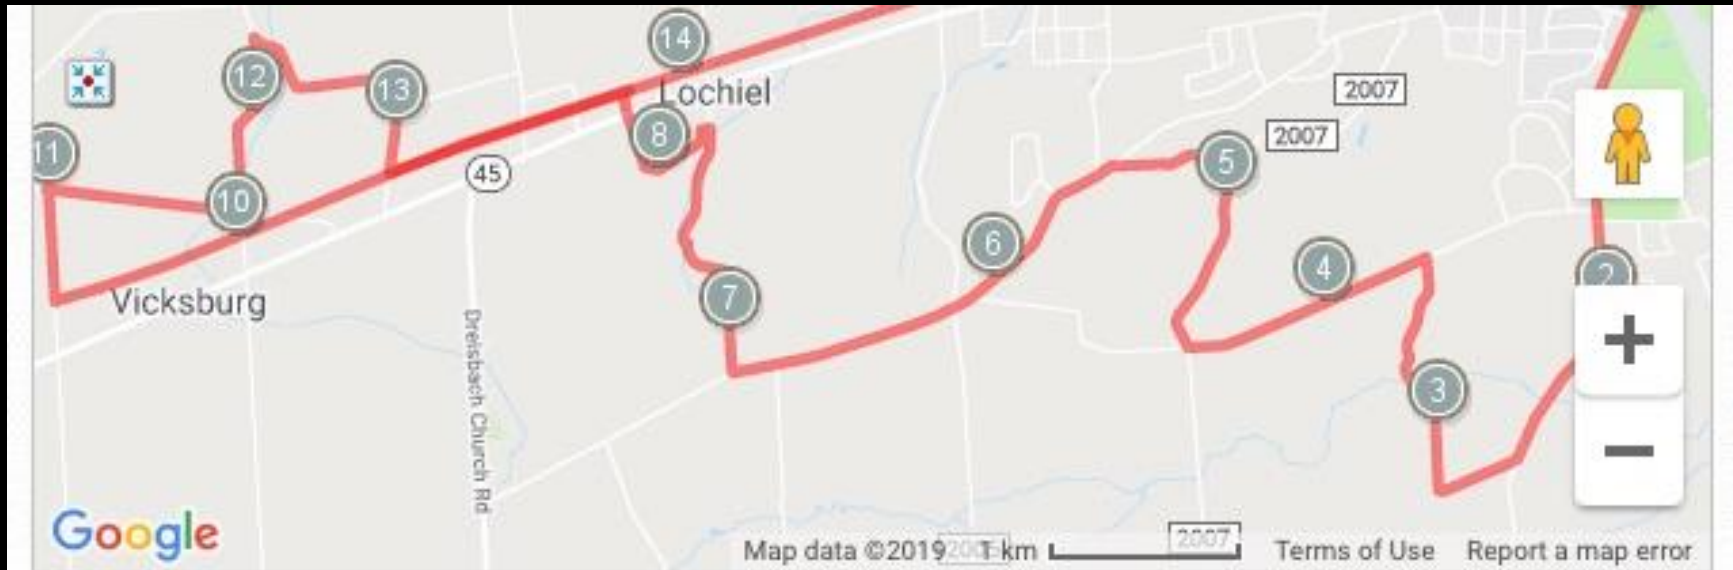 14
12
13
2007
Lochiel
8
2007
11
5
45
10
6
4
2
7
Vicksburg
Dreisbach Church Rd
3
Google
Map data ©2019
1 km
2007
Terms of Use
Report a map error